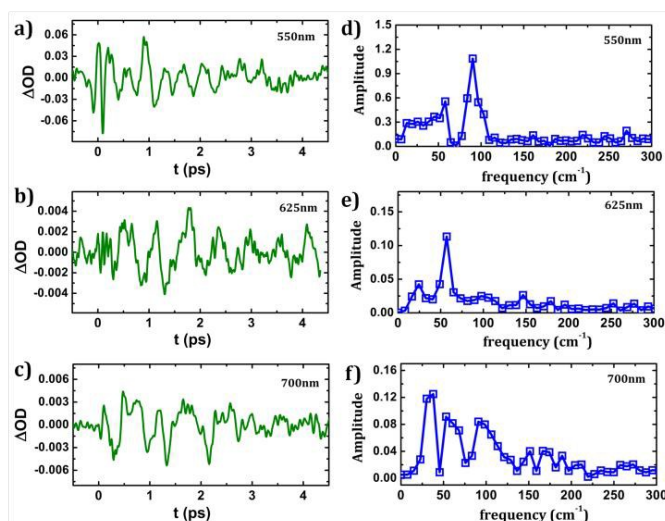 a)
550nm
0.06
0.03
0.00
-0.03
-0.06
ΔOD
0
1
2
3
4
t (ps)
d)
550nm
1.5
1.2
0.9
0.6
0.3
0.0
Amplitude
0 50 100 150 200 250 300
frequency (cm⁻¹)
b)
625nm
0.004
0.002
0.000
-0.002
-0.004
ΔOD
0
1
2
3
4
t (ps)
e)
625nm
0.15
0.10
0.05
0.00
Amplitude
0 50 100 150 200 250 300
frequency (cm⁻¹)
c)
700nm
0.006
0.003
0.000
-0.003
-0.006
ΔOD
0
1
2
3
4
t (ps)
f)
700nm
0.16
0.12
0.08
0.04
0.00
Amplitude
0 50 100 150 200 250 300
frequency (cm⁻¹)